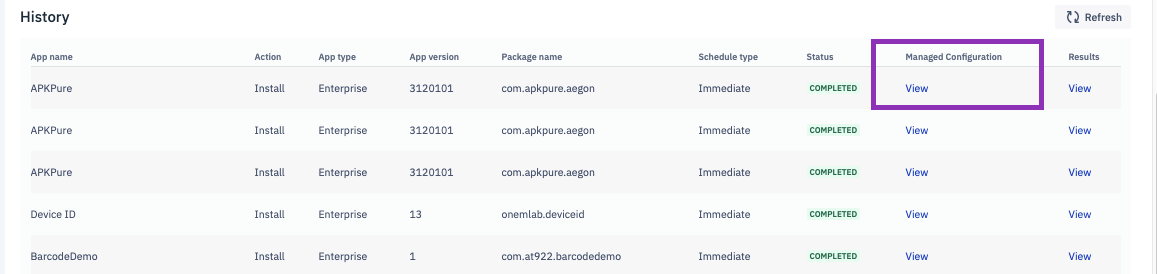 History
Refresh
App name Action App type App version Package name Schedule type Status Managed Configuration Results
APKPure Install Enterprise 3120101 com.apkpure.aegon Immediate COMPLETED View View
APKPure Install Enterprise 3120101 com.apkpure.aegon Immediate COMPLETED View View
APKPure Install Enterprise 3120101 com.apkpure.aegon Immediate COMPLETED View View
Device ID Install Enterprise 13 onemlab.deviceid Immediate COMPLETED View View
BarcodeDemo Install Enterprise 1 com.at922.barcodedemo Immediate COMPLETED View View